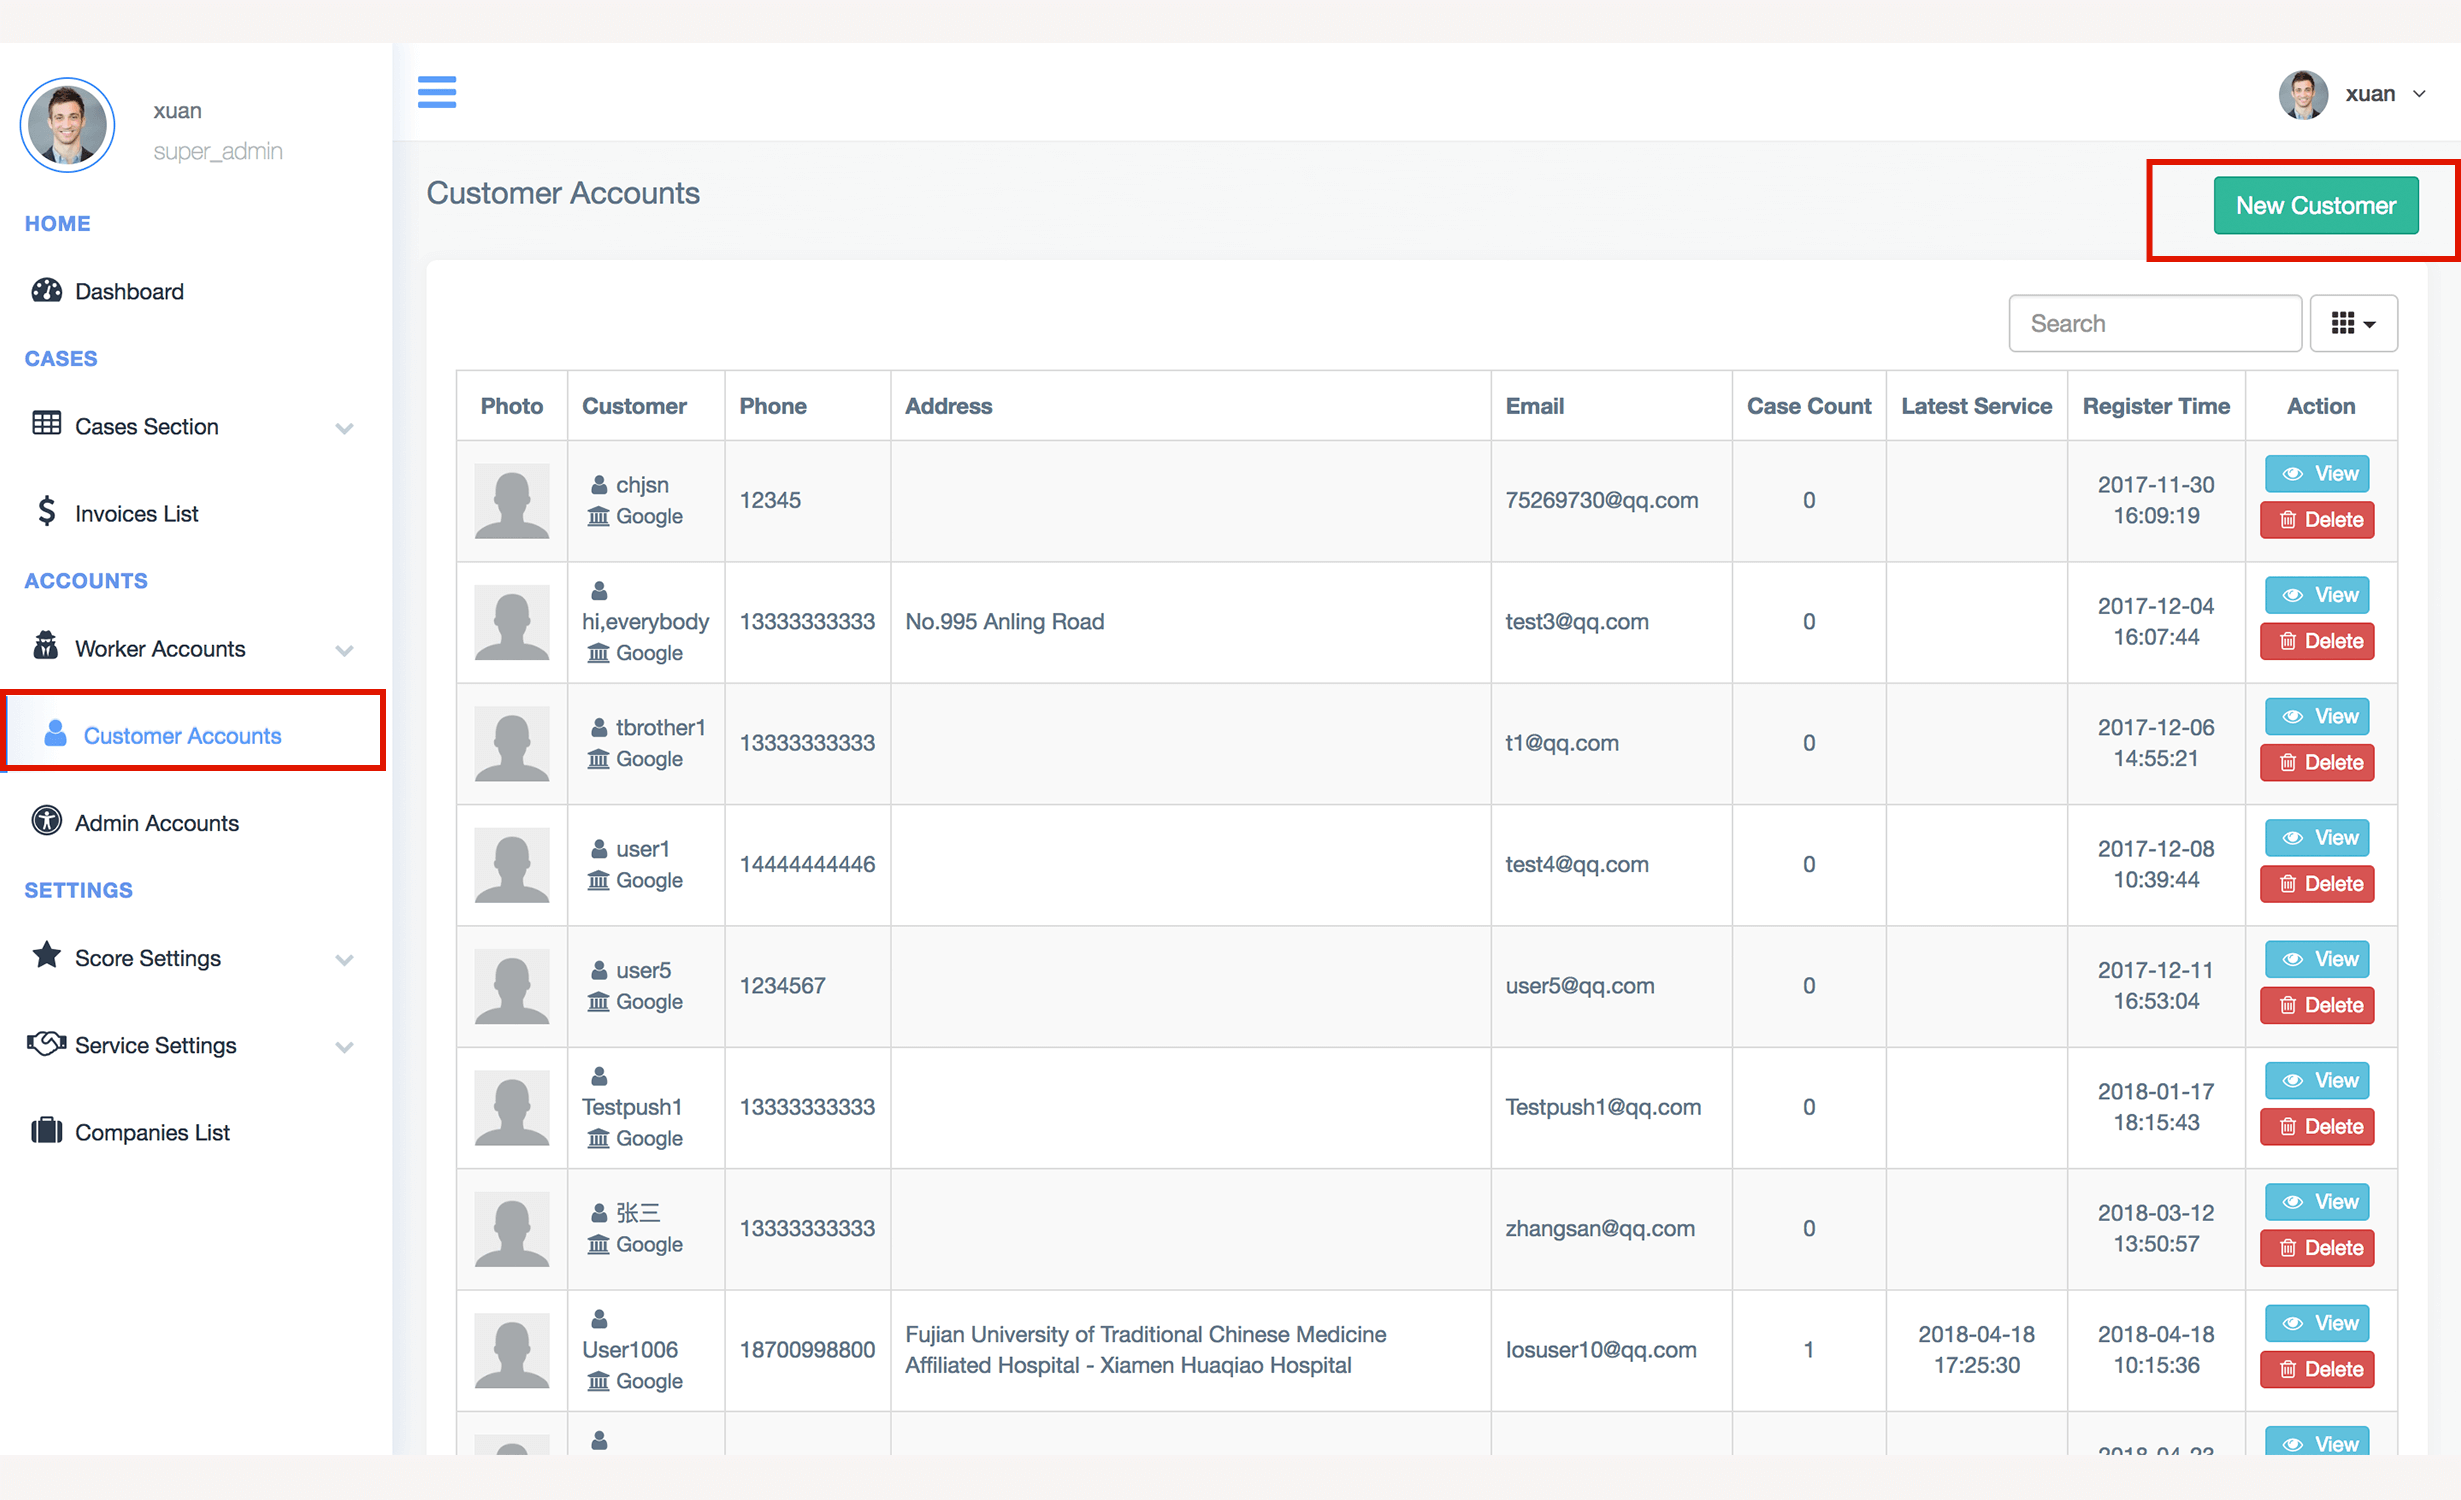 xuan
super_admin
HOME
Dashboard
CASES
Cases Section
Invoices List
ACCOUNTS
Worker Accounts
Customer Accounts
Admin Accounts
SETTINGS
Score Settings
Service Settings
Companies List
xuan
Customer Accounts
New Customer
Search
Photo Customer Phone Address Email Case Count Latest Service Register Time Action
chjsn
Google
12345
75269730@qq.com
0
2017-11-30
16:09:19
View
Delete
hi,everybody
Google
13333333333
No.995 Anling Road
test3@qq.com
0
2017-12-04
16:07:44
View
Delete
tbrother1
Google
13333333333
t1@qq.com
0
2017-12-06
14:55:21
View
Delete
user1
Google
14444444446
test4@qq.com
0
2017-12-08
10:39:44
View
Delete
user5
Google
1234567
user5@qq.com
0
2017-12-11
16:53:04
View
Delete
Testpush1
Google
13333333333
Testpush1@qq.com
0
2018-01-17
18:15:43
View
Delete
张三
Google
13333333333
zhangsan@qq.com
0
2018-03-12
13:50:57
View
Delete
User1006
Google
18700998800
Fujian University of Traditional Chinese Medicine
Affiliated Hospital - Xiamen Huaqiao Hospital
losuser10@qq.com
1
2018-04-18
17:25:30
2018-04-18
10:15:36
View
Delete
View